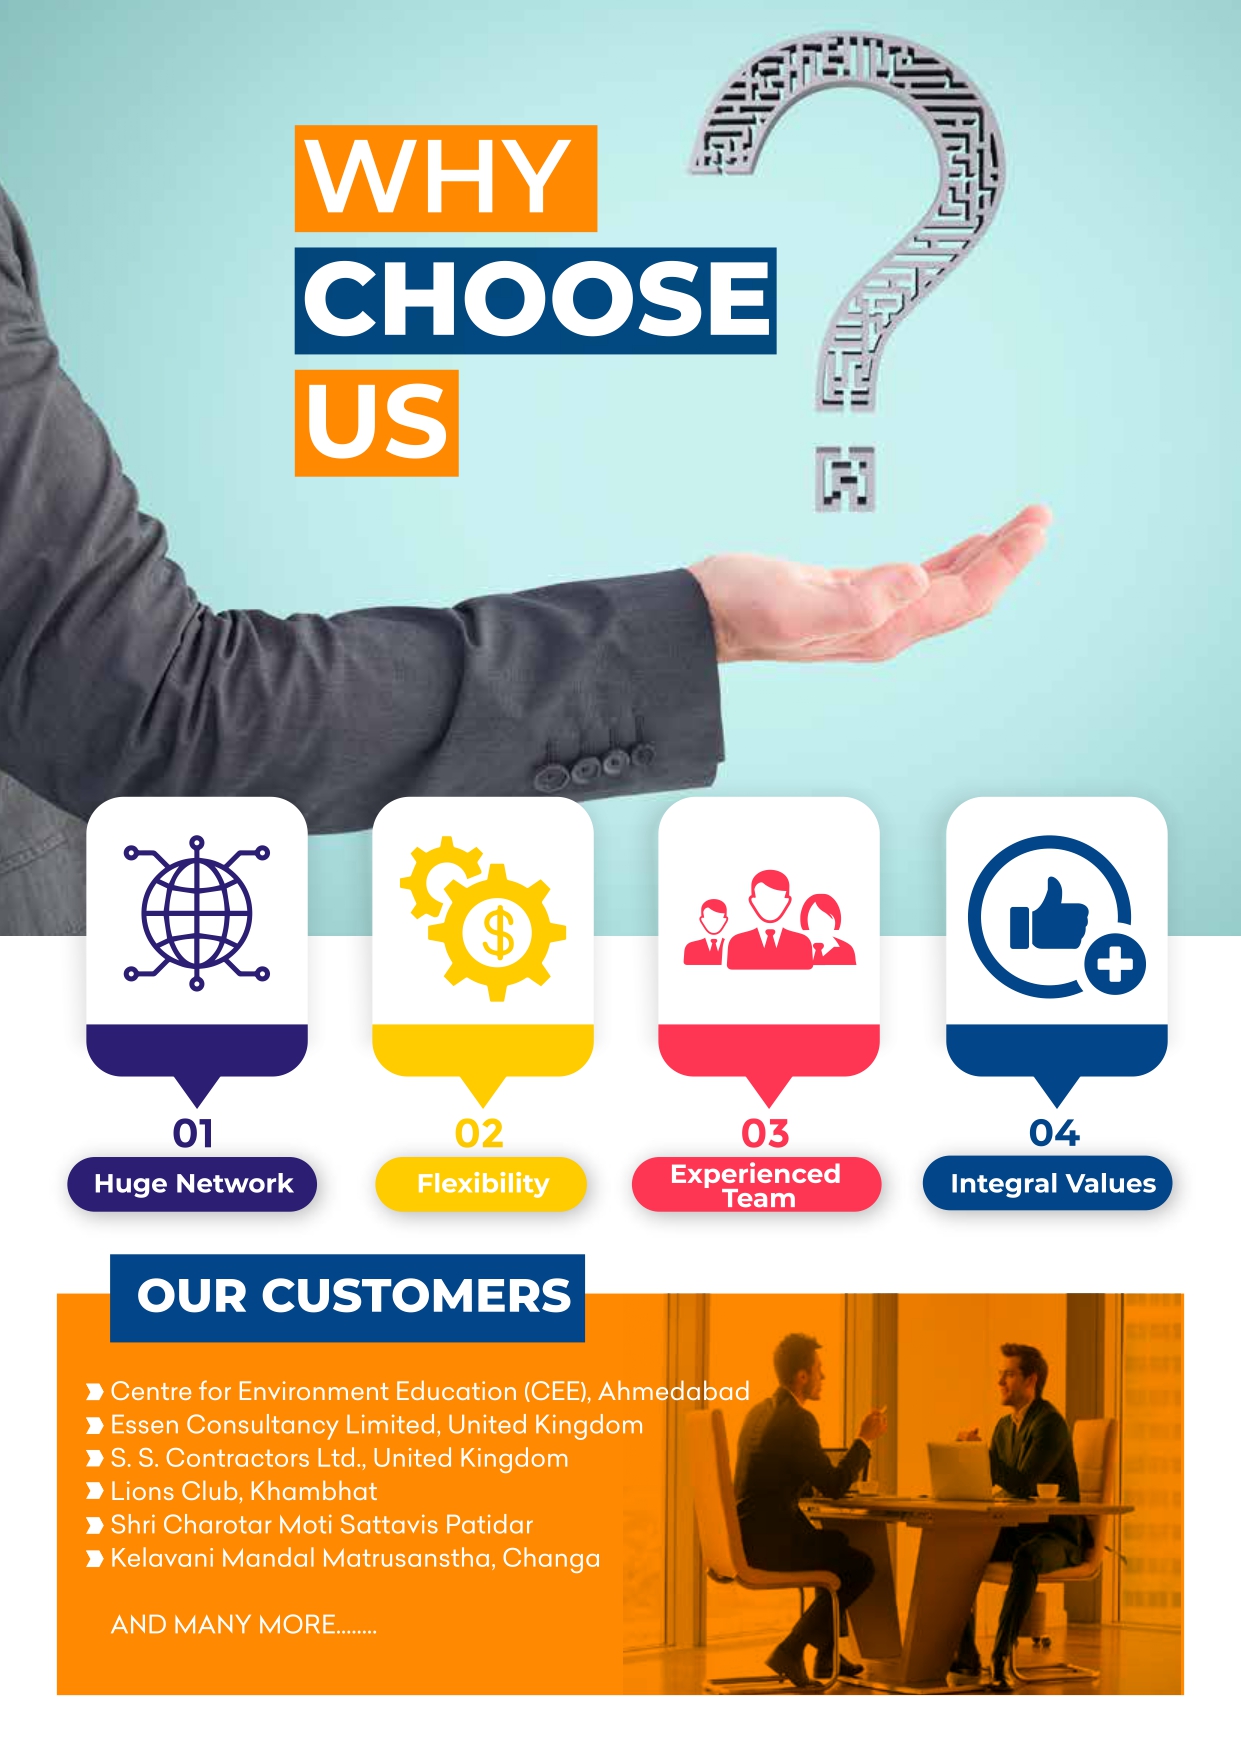 WHY
CHOOSE
US
01
Huge Network
02
Flexibility
03
Experienced
Team
04
Integral Values
OUR CUSTOMERS
Centre for Environment Education (CEE), Ahmedabad
Essen Consultancy Limited, United Kingdom
S. S. Contractors Ltd., United Kingdom
Lions Club, Khambhat
Shri Charotar Moti Sattavis Patidar
Kelavani Mandal Matrusanstha, Changa
AND MANY MORE........